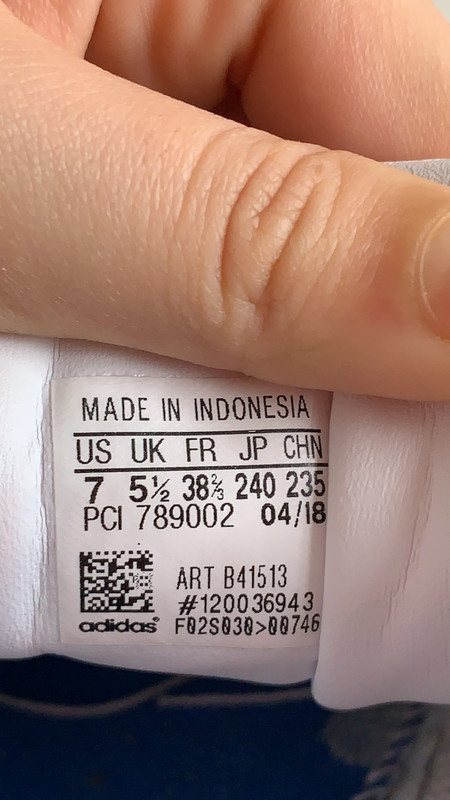 MADE IN INDONESIA
US UK FR JP CHN
7 5½ 38⅔ 240 235
PCI 789002 04/18
ART B41513
#120036943
adidas® F02S030>00746